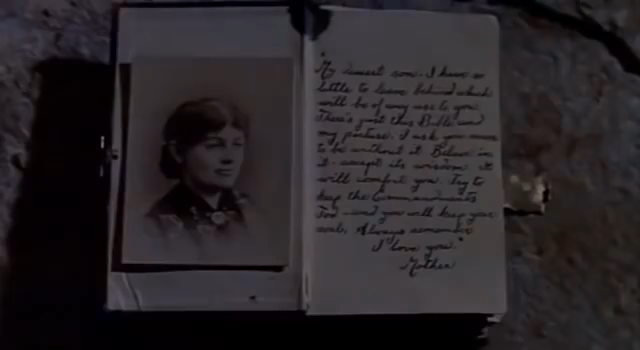 "My dearest son - I have so
little to leave behind which
will be of any use to you
There's just this Bible and
my picture. I ask you never
to be without it Believe in
it - accept its wisdom it
will comfort you. Try to
keep the Commandments
Too - and you will keep your
soul. Always remember
I love you."
Mother